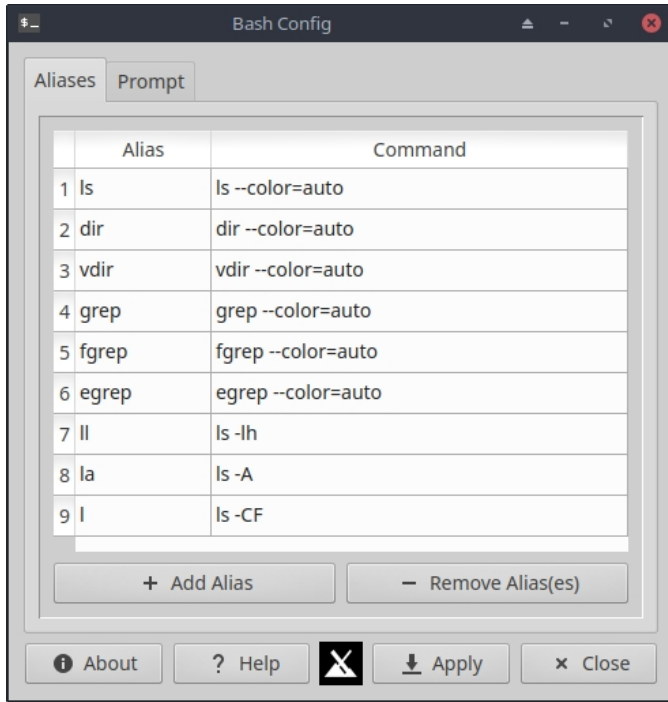 $_ Bash Config
Aliases Prompt
Alias Command
1 ls ls --color=auto
2 dir dir --color=auto
3 vdir vdir --color=auto
4 grep grep --color=auto
5 fgrep fgrep --color=auto
6 egrep egrep --color=auto
7 ll ls -lh
8 la ls -A
9 l ls -CF
+ Add Alias − Remove Alias(es)
About ? Help Apply × Close